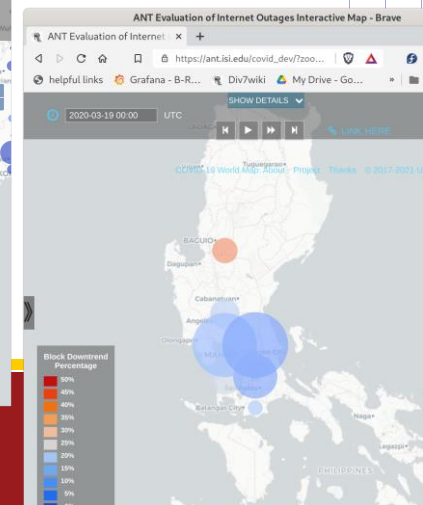 ANT Evaluation of Internet Outages Interactive Map - Brave
ANT Evaluation of Internet
https://ant.isi.edu/covid_dev/?zoo...
helpful links Grafana - B-R... Div7wiki My Drive - Go... »
SHOW DETAILS
2020-03-19 00:00 UTC
LINK HERE
Tuguegarao
COVID-19 World Map: About Project Thanks © 2017-2021 U
BAGUIO
Dagupan
Cabanatuan
Batangas City
Naga
Legazpi
PHILIPPINES
Block Downtrend
Percentage
50%
45%
40%
35%
30%
25%
20%
15%
10%
5%